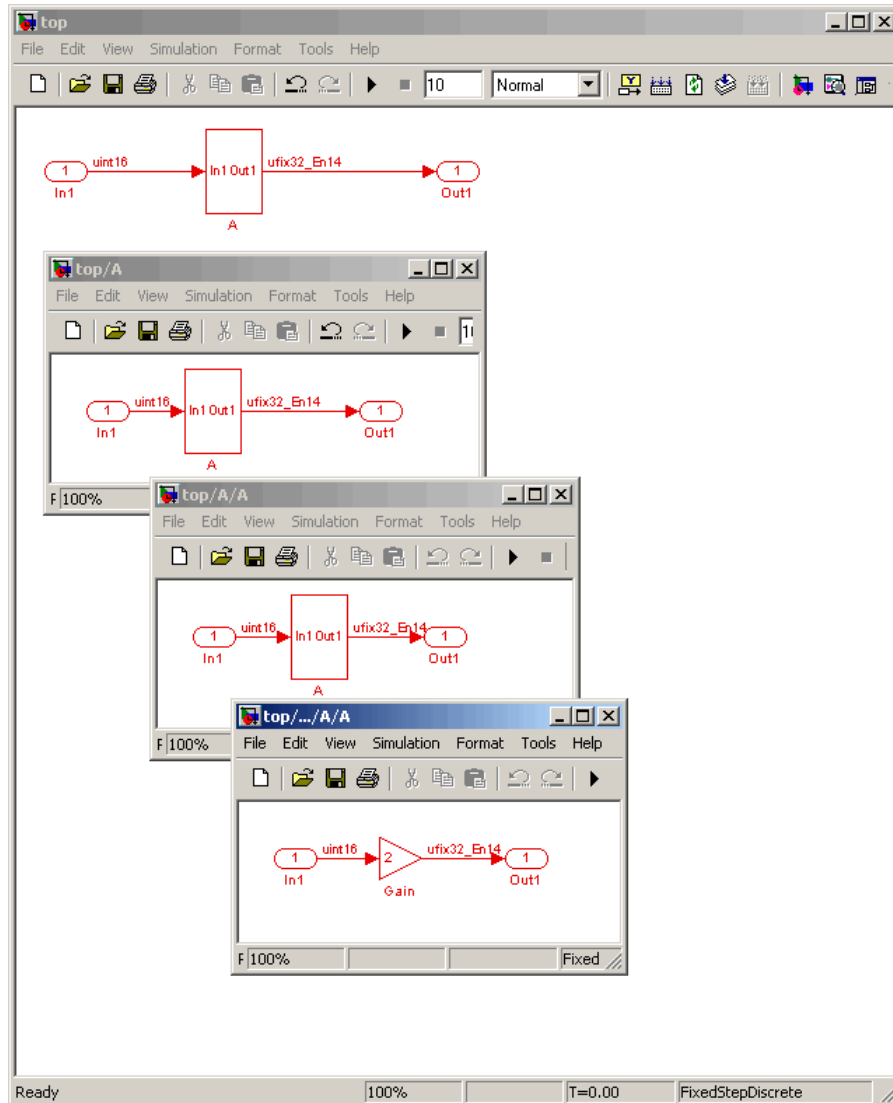 top
File Edit View Simulation Format Tools Help
10 Normal
1 uint16 In1 Out1 ufix32_En14 1
In1 Out1
A
top/A
File Edit View Simulation Format Tools Help
1 uint16 In1 Out1 ufix32_En14 1
In1 Out1
A
F 100%
top/A/A
File Edit View Simulation Format Tools Help
1 uint16 In1 Out1 ufix32_En14 1
In1 Out1
A
F 100%
top/.../A/A
File Edit View Simulation Format Tools Help
1 uint16 2 ufix32_En14 1
In1 Gain Out1
F 100% Fixed
Ready 100% T=0.00 FixedStepDiscrete